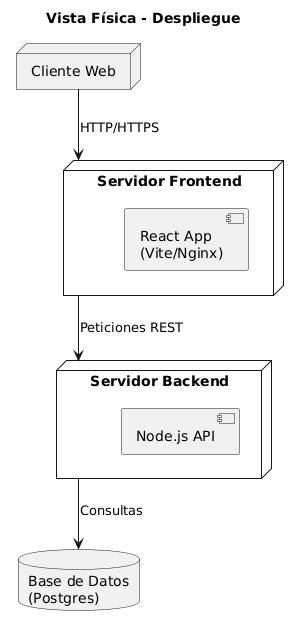 Vista Física - Despliegue
Cliente Web
HTTP/HTTPS
Servidor Frontend
React App
(Vite/Nginx)
Peticiones REST
Servidor Backend
Node.js API
Consultas
Base de Datos
(Postgres)